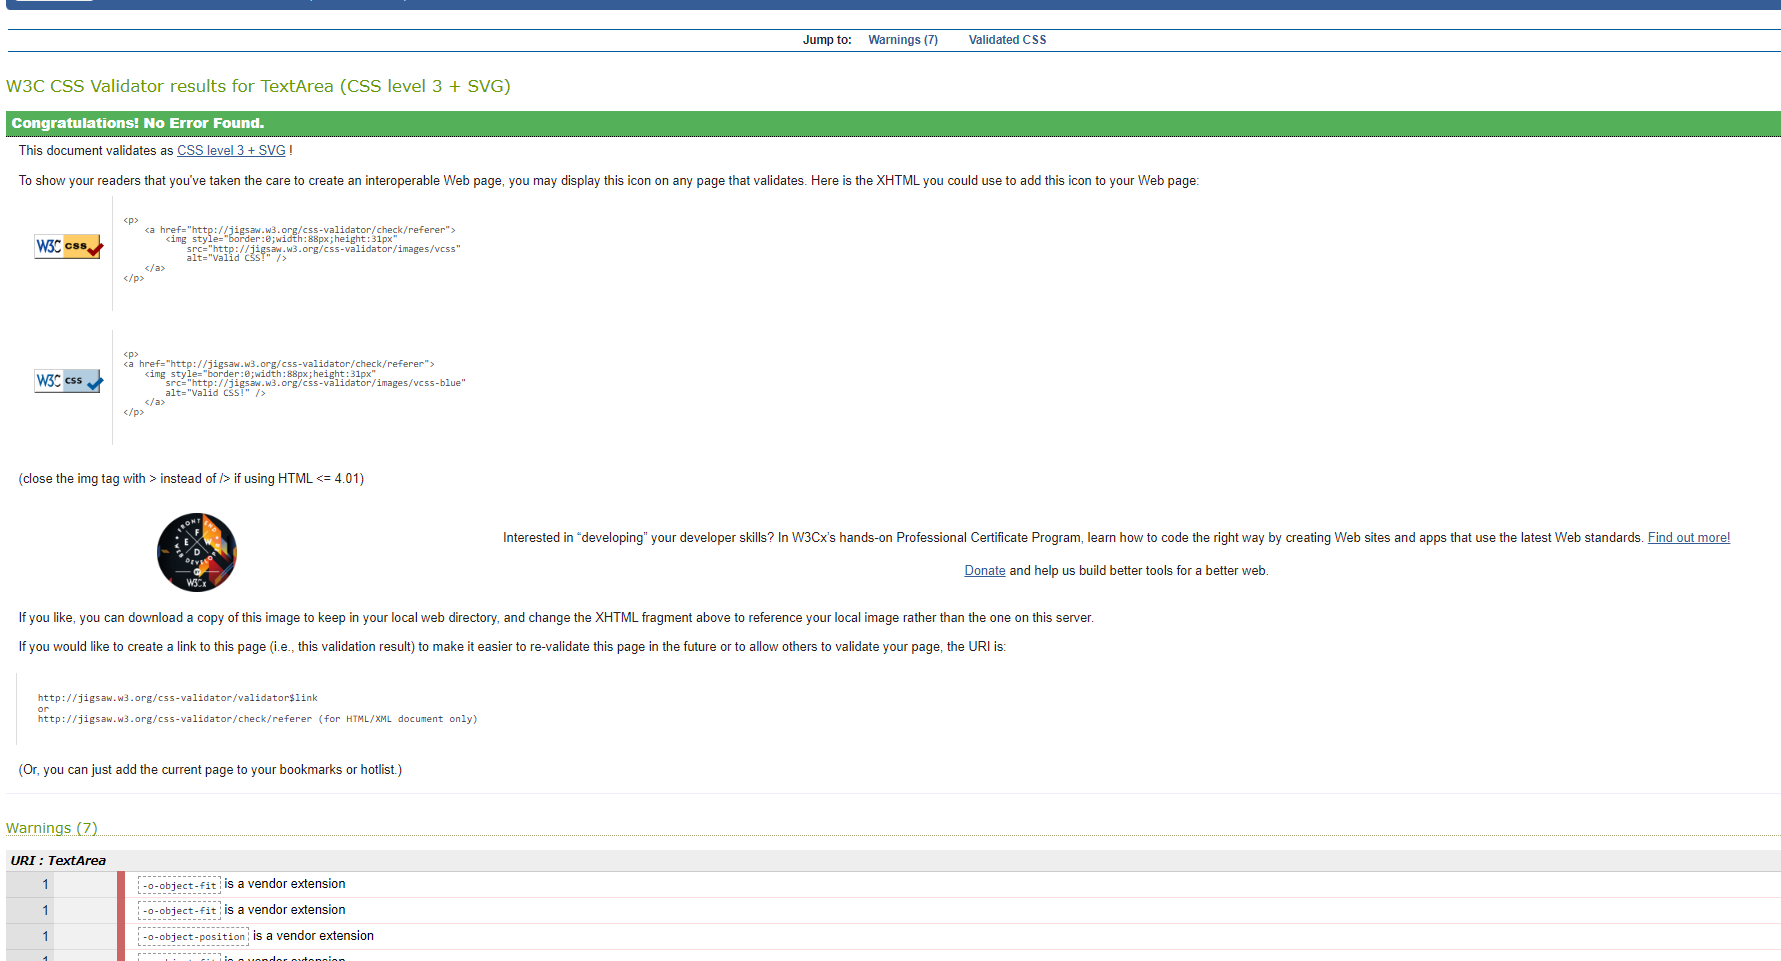 Jump to: Warnings (7) Validated CSS
W3C CSS Validator results for TextArea (CSS level 3 + SVG)
Congratulations! No Error Found.
This document validates as CSS level 3 + SVG !
To show your readers that you've taken the care to create an interoperable Web page, you may display this icon on any page that validates. Here is the XHTML you could use to add this icon to your Web page:
W3C css
<p>
<a href="http://jigsaw.w3.org/css-validator/check/referer">
<img style="border:0;width:88px;height:31px"
src="http://jigsaw.w3.org/css-validator/images/vcss"
alt="Valid CSS!" />
</a>
</p>
W3C css
<p>
<a href="http://jigsaw.w3.org/css-validator/check/referer">
<img style="border:0;width:88px;height:31px"
src="http://jigsaw.w3.org/css-validator/images/vcss-blue"
alt="Valid CSS!" />
</a>
</p>
(close the img tag with > instead of /> if using HTML <= 4.01)
FRONT END
F E W D
WEB DEVELOPER
W3Cx
Interested in “developing” your developer skills? In W3Cx's hands-on Professional Certificate Program, learn how to code the right way by creating Web sites and apps that use the latest Web standards. Find out more!
Donate and help us build better tools for a better web.
If you like, you can download a copy of this image to keep in your local web directory, and change the XHTML fragment above to reference your local image rather than the one on this server.
If you would like to create a link to this page (i.e., this validation result) to make it easier to re-validate this page in the future or to allow others to validate your page, the URI is:
http://jigsaw.w3.org/css-validator/validator$link
or
http://jigsaw.w3.org/css-validator/check/referer (for HTML/XML document only)
(Or, you can just add the current page to your bookmarks or hotlist.)
Warnings (7)
URI : TextArea
1 -o-object-fit is a vendor extension
1 -o-object-fit is a vendor extension
1 -o-object-position is a vendor extension
1 -o-object-fit is a vendor extension